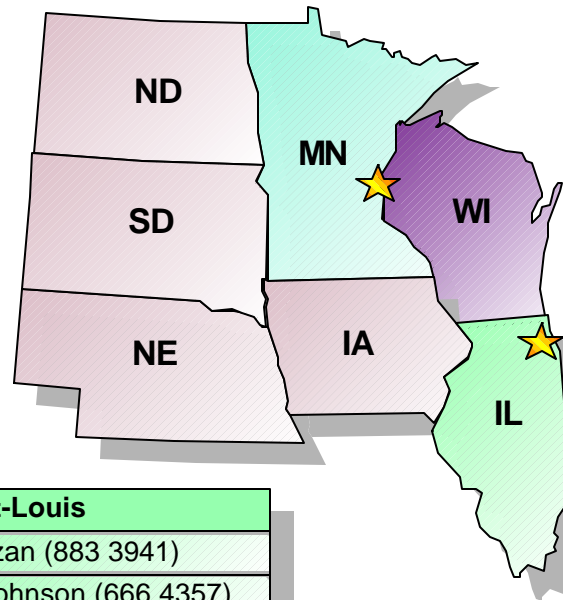 ND
MN
SD
WI
NE
IA
IL
t-Louis
zan (883 3941)
ohnson (666 4357)